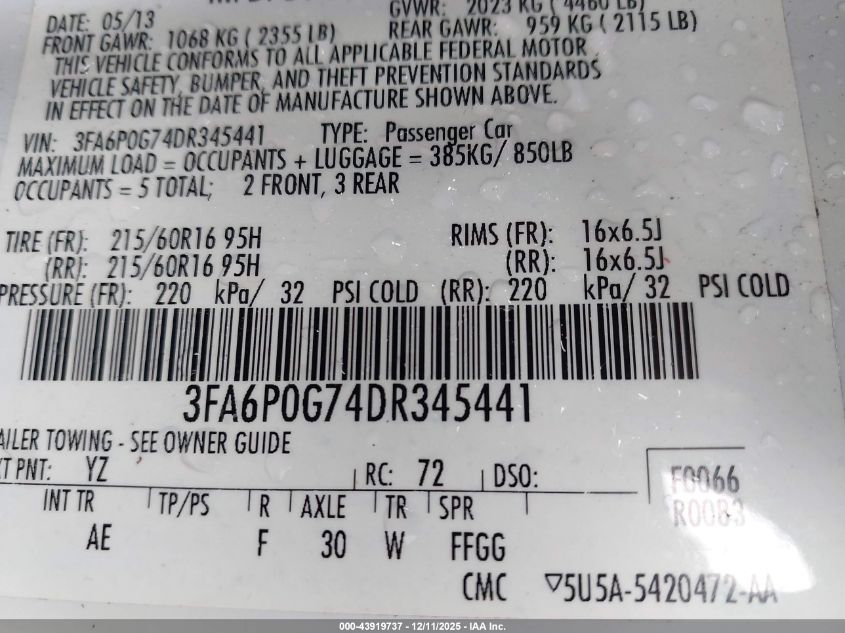 GVWR: 2023 KG ( 4460 LB)
DATE: 05/13
FRONT GAWR: 1068 KG ( 2355 LB) REAR GAWR: 959 KG ( 2115 LB)
THIS VEHICLE CONFORMS TO ALL APPLICABLE FEDERAL MOTOR
VEHICLE SAFETY, BUMPER, AND THEFT PREVENTION STANDARDS
IN EFFECT ON THE DATE OF MANUFACTURE SHOWN ABOVE.
VIN: 3FA6P0G74DR345441 TYPE: Passenger Car
MAXIMUM LOAD = OCCUPANTS + LUGGAGE = 385KG/ 850LB
OCCUPANTS = 5 TOTAL; 2 FRONT, 3 REAR
TIRE (FR): 215/60R16 95H RIMS (FR): 16x6.5J
(RR): 215/60R16 95H (RR): 16x6.5J
PRESSURE (FR): 220 kPa/ 32 PSI COLD (RR): 220 kPa/ 32 PSI COLD
3FA6P0G74DR345441
AILER TOWING - SEE OWNER GUIDE
T PNT: YZ RC: 72 DSO:
F0066
R0083
INT TR TP/PS R AXLE TR SPR
AE F 30 W FFGG
CMC 5U5A-5420472-AA
000-43919737 - 12/11/2025 - IAA Inc.